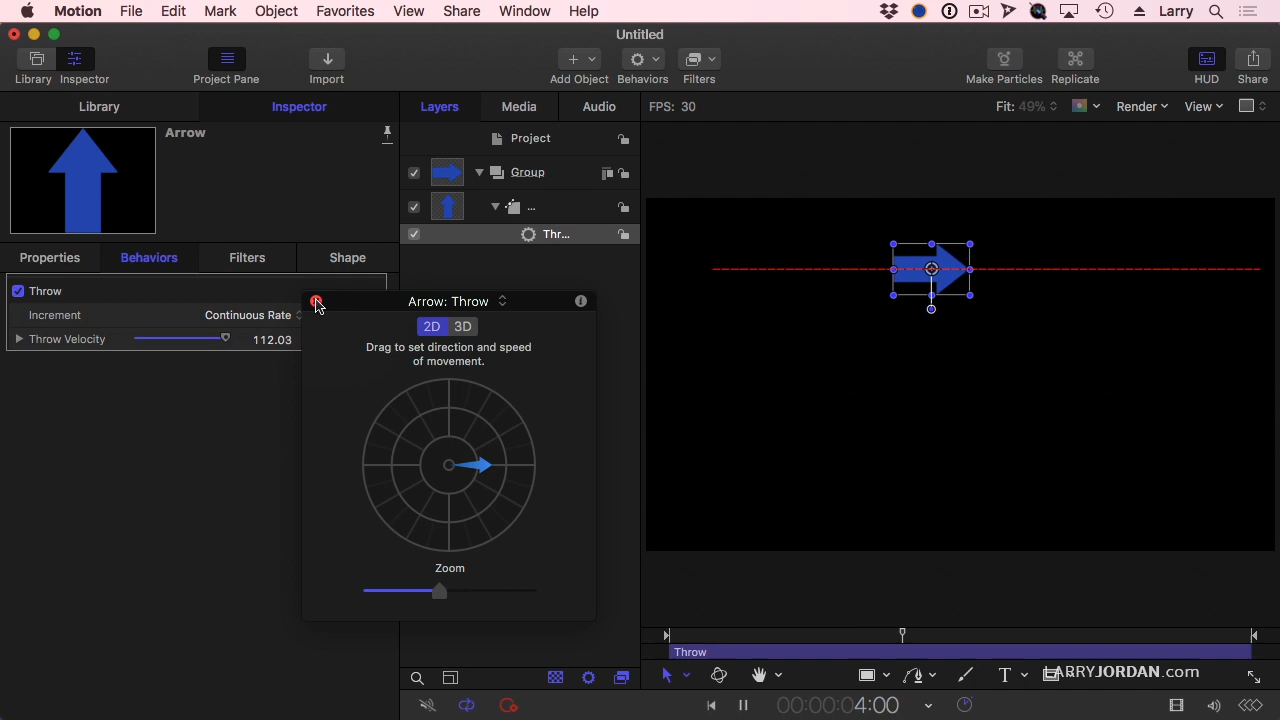 Motion File Edit Mark Object Favorites View Share Window Help Larry
Untitled
Library Inspector Project Pane Import Add Object Behaviors Filters Make Particles Replicate HUD Share
Library Inspector Layers Media Audio FPS: 30 Fit: 49% Render View
Arrow
Project
Group
...
Thr...
Properties Behaviors Filters Shape
Throw
Increment Continuous Rate
Throw Velocity 112.03
Arrow: Throw
2D 3D
Drag to set direction and speed
of movement.
Zoom
Throw
T
LARRYJORDAN.com
00:00:04:00